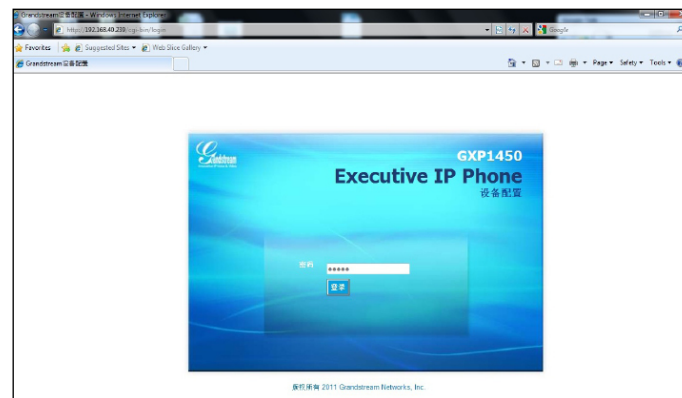 Grandstream设备配置 - Windows Internet Explorer
http://192.168.40.238/cgi-bin/login
Google
Favorites Suggested Sites Web Slice Gallery
Grandstream设备配置
Page Safety Tools
Grandstream
GXP1450
Executive IP Phone
设备配置
密码
登录
版权所有 2011 Grandstream Networks, Inc.